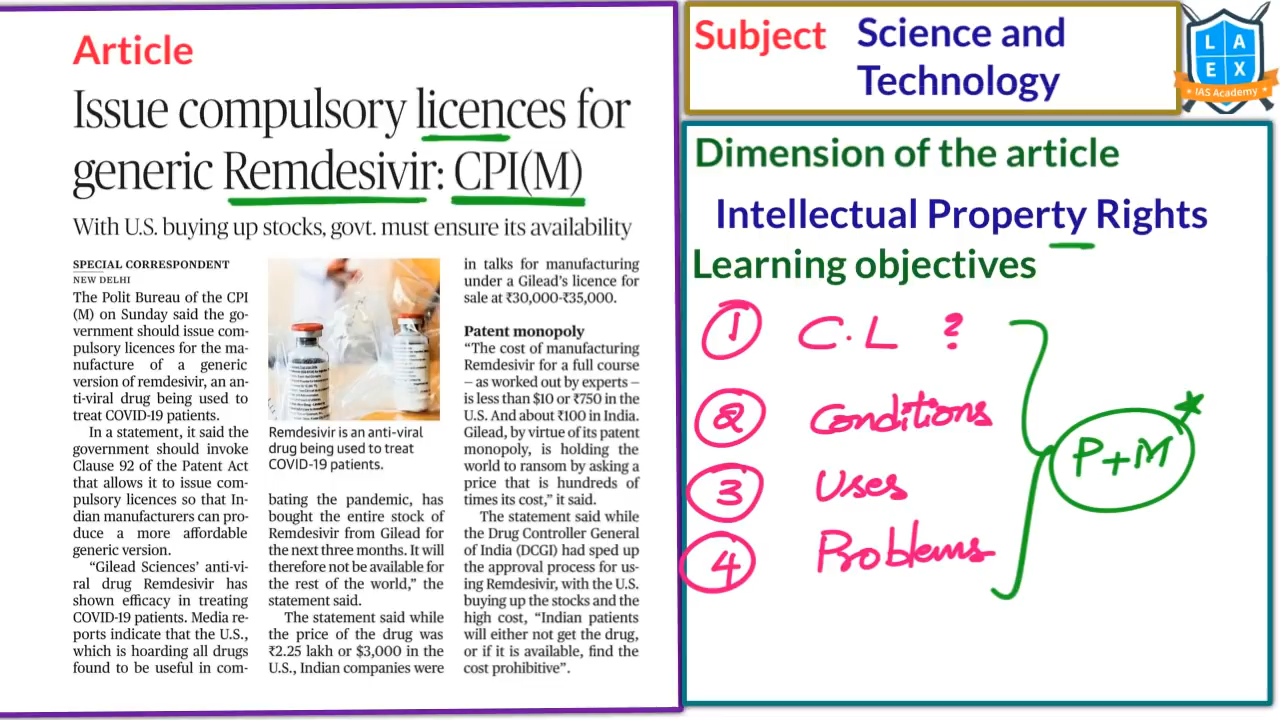 Article
Issue compulsory licences for
generic Remdesivir: CPI(M)
With U.S. buying up stocks, govt. must ensure its availability
SPECIAL CORRESPONDENT
NEW DELHI
The Polit Bureau of the CPI
(M) on Sunday said the go-
vernment should issue com-
pulsory licences for the ma-
nufacture of a generic
version of remdesivir, an an-
ti-viral drug being used to
treat COVID-19 patients.
In a statement, it said the
government should invoke
Clause 92 of the Patent Act
that allows it to issue com-
pulsory licences so that In-
dian manufacturers can pro-
duce a more affordable
generic version.
“Gilead Sciences’ anti-vi-
ral drug Remdesivir has
shown efficacy in treating
COVID-19 patients. Media re-
ports indicate that the U.S.,
which is hoarding all drugs
found to be useful in com-
Remdesivir is an anti-viral
drug being used to treat
COVID-19 patients.
bating the pandemic, has
bought the entire stock of
Remdesivir from Gilead for
the next three months. It will
therefore not be available for
the rest of the world,” the
statement said.
The statement said while
the price of the drug was
₹2.25 lakh or $3,000 in the
U.S., Indian companies were
in talks for manufacturing
under a Gilead’s licence for
sale at ₹30,000-₹35,000.
Patent monopoly
“The cost of manufacturing
Remdesivir for a full course
– as worked out by experts –
is less than $10 or ₹750 in the
U.S. And about ₹100 in India.
Gilead, by virtue of its patent
monopoly, is holding the
world to ransom by asking a
price that is hundreds of
times its cost,” it said.
The statement said while
the Drug Controller General
of India (DCGI) had sped up
the approval process for us-
ing Remdesivir, with the U.S.
buying up the stocks and the
high cost, “Indian patients
will either not get the drug,
or if it is available, find the
cost prohibitive”.
Subject Science and
Technology
L A
E X
IAS Academy
Dimension of the article
Intellectual Property Rights
Learning objectives
1 C.L ?
2 Conditions
3 Uses
4 Problems
P+M